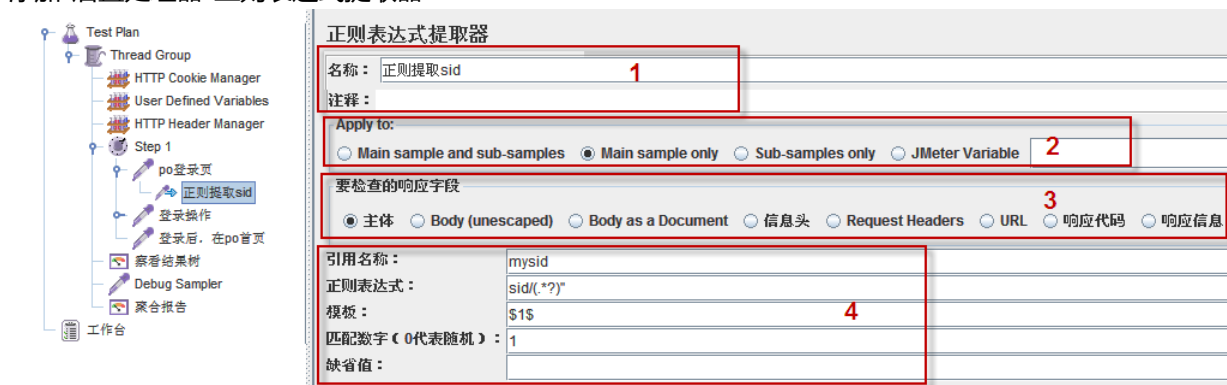 Test Plan
Thread Group
HTTP Cookie Manager
User Defined Variables
HTTP Header Manager
Step 1
po登录页
正则提取sid
登录操作
登录后．在po首页
察看结果树
Debug Sampler
聚合报告
工作台
正则表达式提取器
名称： 正则提取sid 1
注释：
Apply to:
Main sample and sub-samples Main sample only Sub-samples only JMeter Variable 2
要检查的响应字段
3
主体 Body (unescaped) Body as a Document 信息头 Request Headers URL 响应代码 响应信息
引用名称： mysid
正则表达式： sid/(.*?)"
模板： $1$ 4
匹配数字（0代表随机）： 1
缺省值：